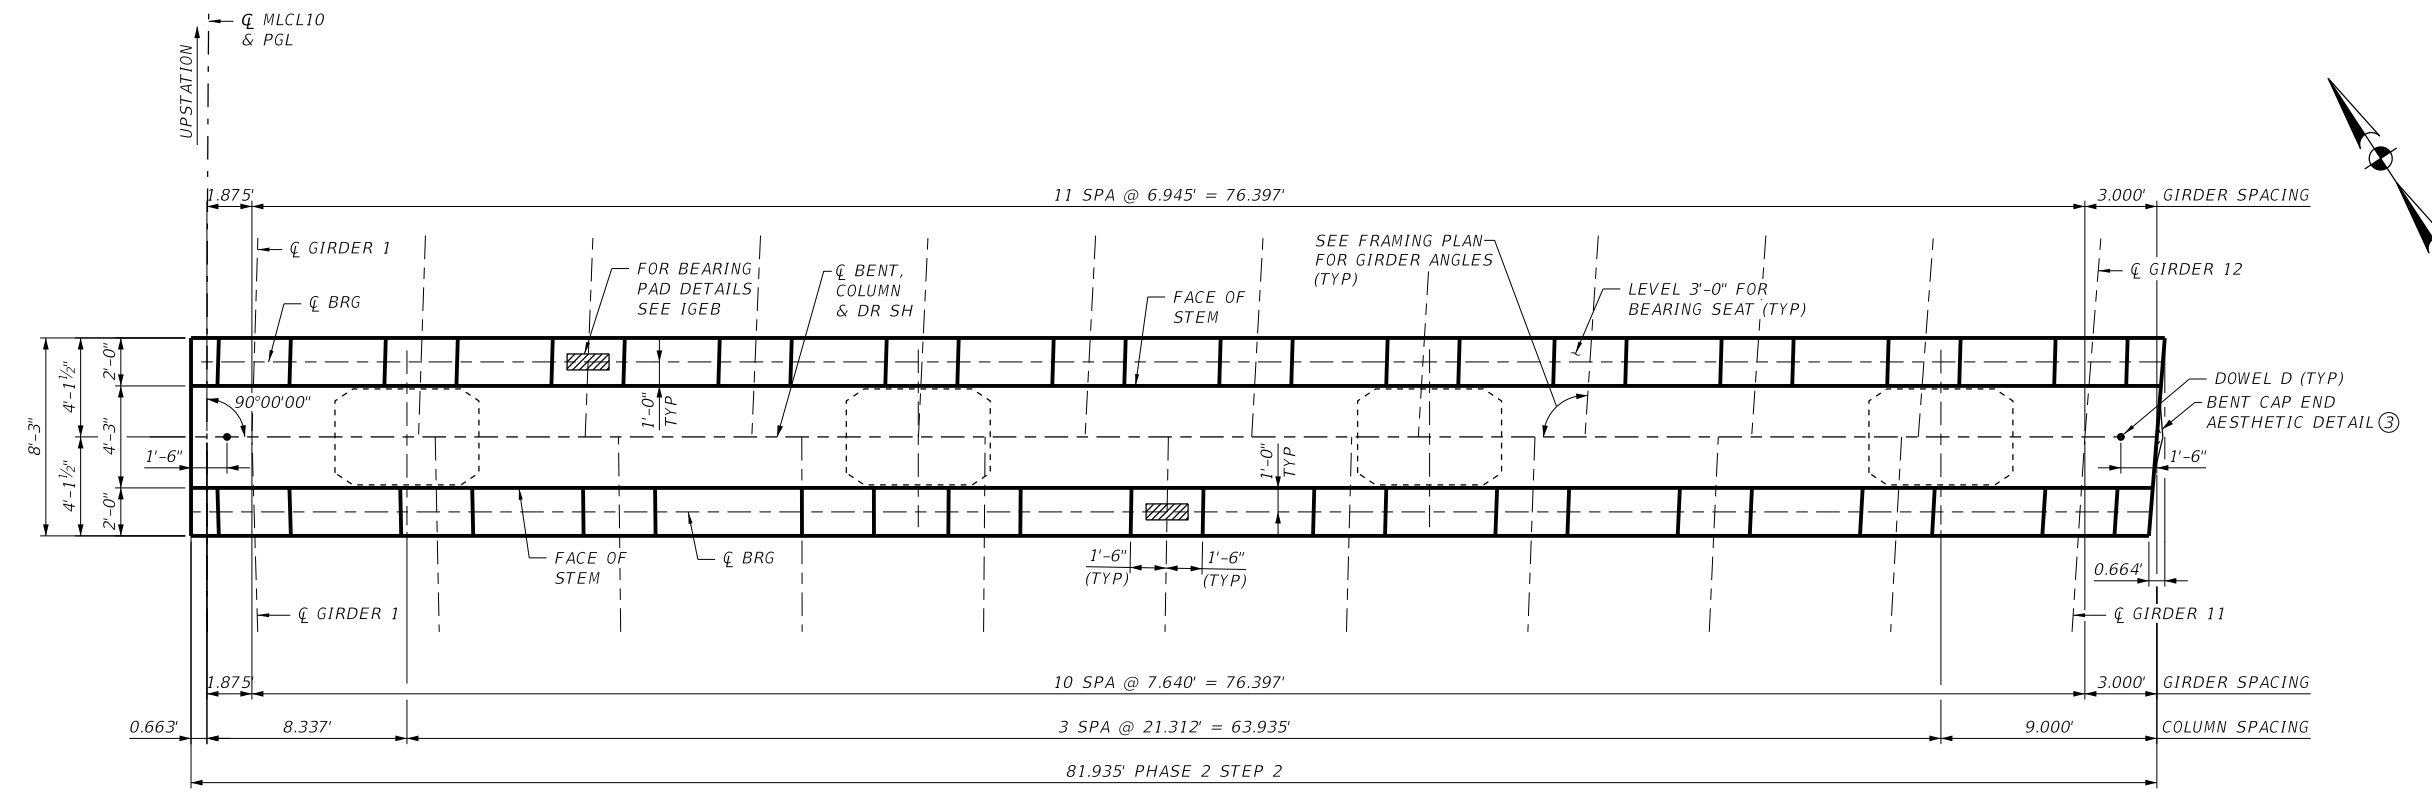 ℄ MLCL10
& PGL
UPSTATION
1.875'
11 SPA @ 6.945' = 76.397'
3.000'
GIRDER SPACING
℄ GIRDER 1
℄ BRG
FOR BEARING
PAD DETAILS
SEE IGEB
℄ BENT,
COLUMN
& DR SH
FACE OF
STEM
SEE FRAMING PLAN
FOR GIRDER ANGLES
(TYP)
LEVEL 3'-0" FOR
BEARING SEAT (TYP)
℄ GIRDER 12
8'-3"
4'-1½"
4'-1½"
2'-0"
4'-3"
2'-0"
90°00'00"
1'-6"
1'-0"
TYP
1'-0"
TYP
DOWEL D (TYP)
BENT CAP END
AESTHETIC DETAIL 3
1'-6"
FACE OF
STEM
℄ BRG
1'-6"
(TYP)
1'-6"
(TYP)
0.664'
℄ GIRDER 1
℄ GIRDER 11
1.875'
10 SPA @ 7.640' = 76.397'
3.000'
GIRDER SPACING
0.663'
8.337'
3 SPA @ 21.312' = 63.935'
9.000'
COLUMN SPACING
81.935' PHASE 2 STEP 2